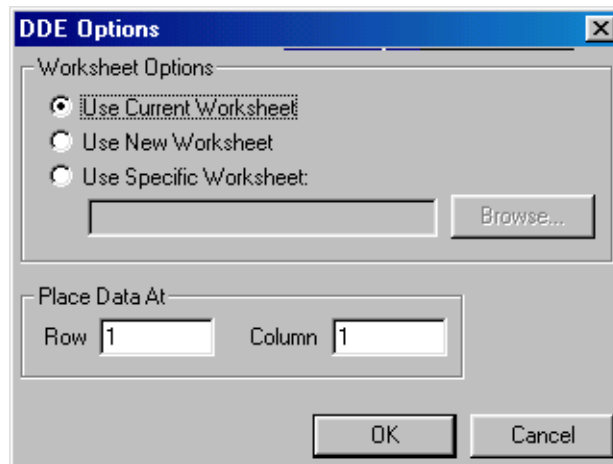 DDE Options
Worksheet Options
Use Current Worksheet
Use New Worksheet
Use Specific Worksheet:
Browse...
Place Data At
Row 1 Column 1
OK Cancel